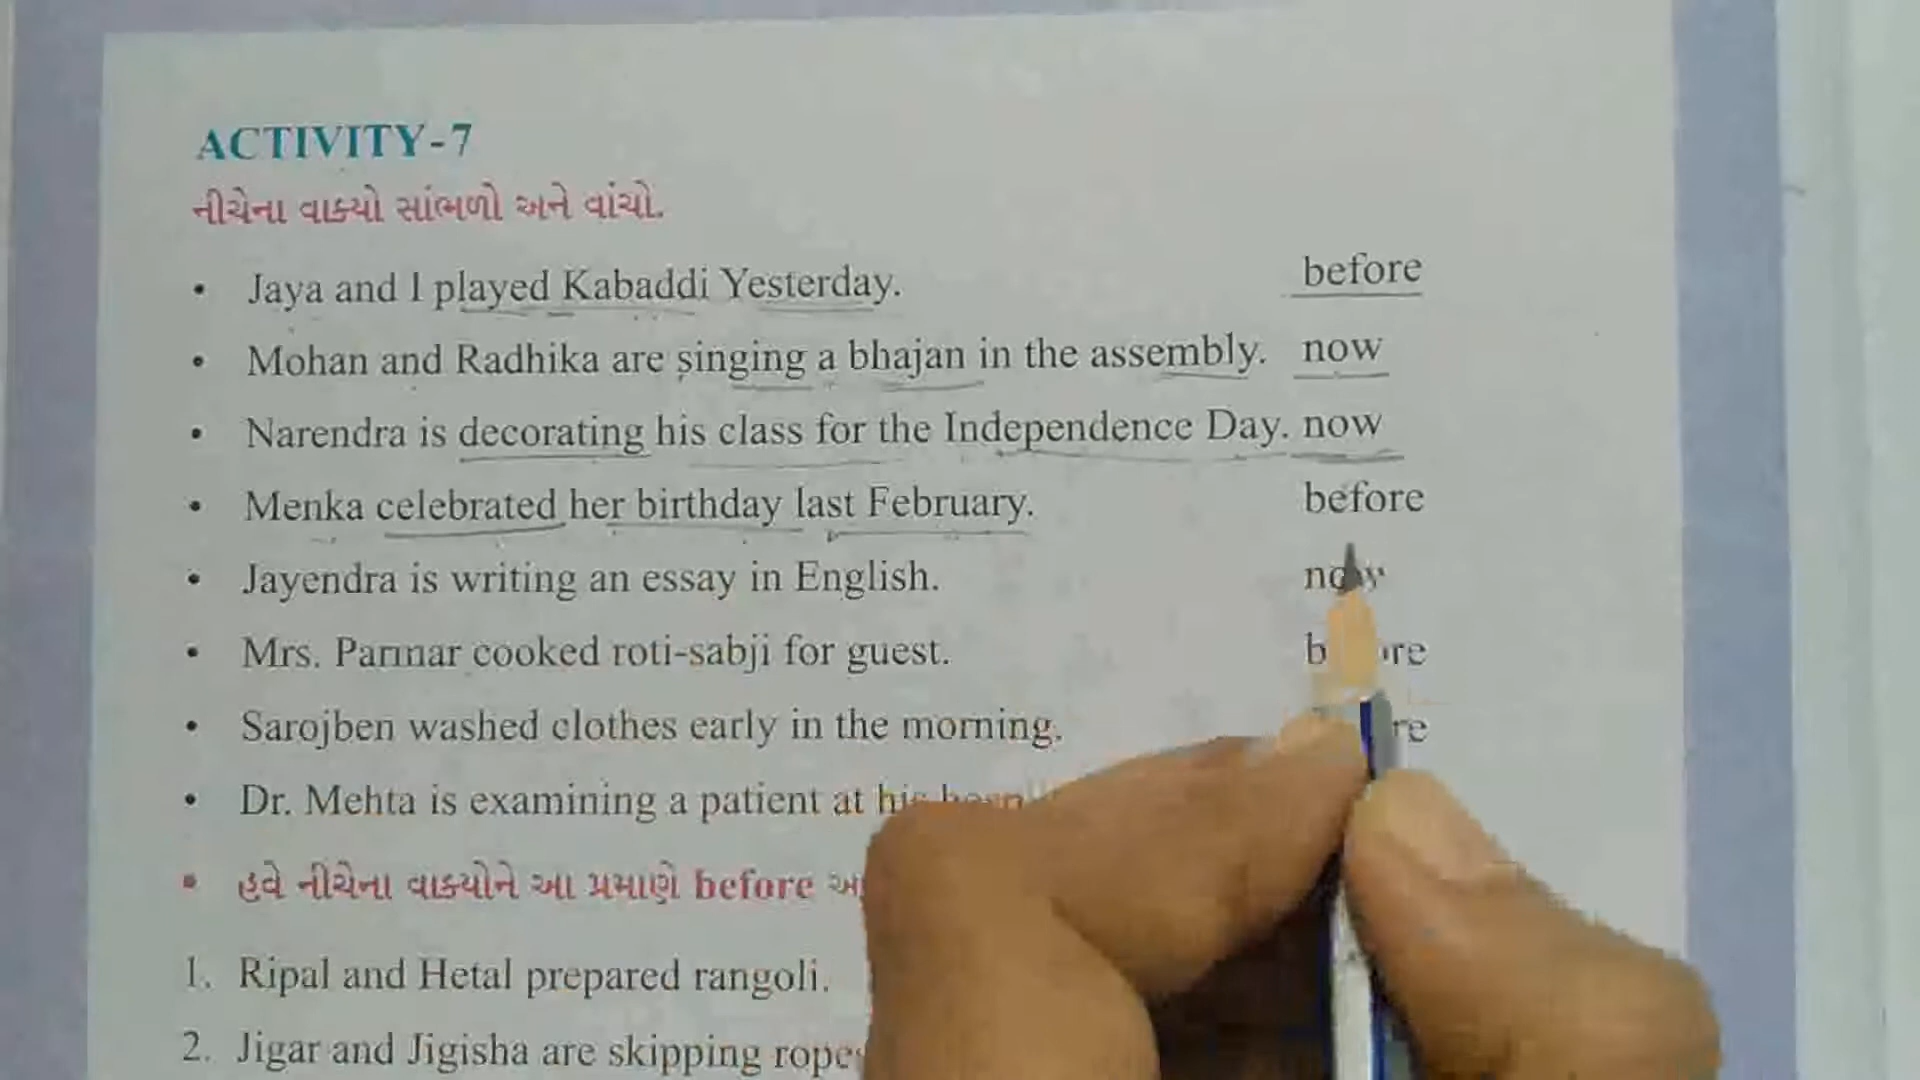 ACTIVITY-7
નીચેના વાક્યો સાંભળો અને વાંચો.
• Jaya and I played Kabaddi Yesterday. before
• Mohan and Radhika are singing a bhajan in the assembly. now
• Narendra is decorating his class for the Independence Day. now
• Menka celebrated her birthday last February. before
• Jayendra is writing an essay in English.
• Mrs. Parmar cooked roti-sabji for guest.
• Sarojben washed clothes early in the morning.
• Dr. Mehta is examining a patient at his
• હવે નીચેના વાક્યોને આ પ્રમાણે before
1. Ripal and Hetal prepared rangoli.
2. Jigar and Jigisha are skipping